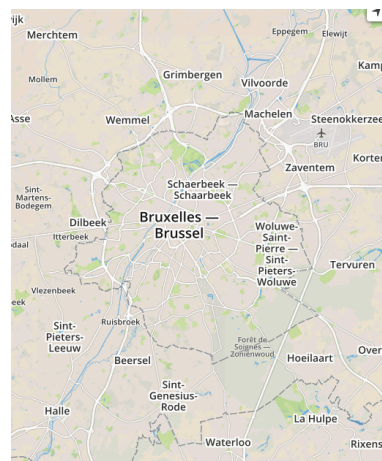 ijk
Merchtem
Eppegem
Elewijt
Mollem
Grimbergen
Vilvoorde
Kamp
Asse
Wemmel
Machelen
Steenokkerzee
BRU
Korte
Zaventem
Schaerbeek —
Schaarbeek
Sint-
Martens-
Bodegem
Bruxelles —
Brussel
Dilbeek
Itterbeek
Woluwe-
Saint-
Pierre —
Sint-
Pieters-
Woluwe
daal
Tervuren
Vlezenbeek
eek
Ruisbroek
Sint-
Pieters-
Leeuw
Forêt de
Soignes —
Zoniënwoud
Over
Hoeilaart
Beersel
Sint-
Genesius-
Rode
Halle
La Hulpe
Waterloo
Rixens